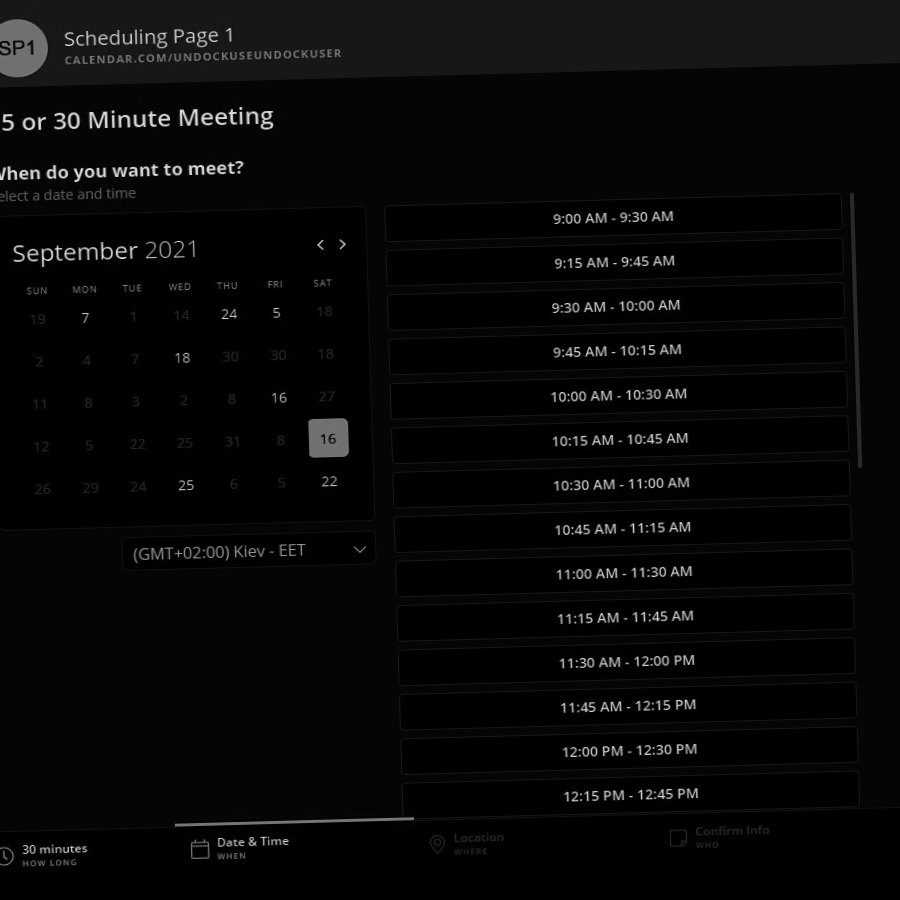 SP1
Scheduling Page 1
CALENDAR.COM/UNDOCKUSEUNDOCKUSER
5 or 30 Minute Meeting
When do you want to meet?
elect a date and time
September 2021
< >
SUN MON TUE WED THU FRI SAT
19 7 1 14 24 5 18
2 4 7 18 30 30 18
11 8 3 2 8 16 27
12 5 22 25 31 8 16
26 29 24 25 6 5 22
(GMT+02:00) Kiev - EET
9:00 AM - 9:30 AM
9:15 AM - 9:45 AM
9:30 AM - 10:00 AM
9:45 AM - 10:15 AM
10:00 AM - 10:30 AM
10:15 AM - 10:45 AM
10:30 AM - 11:00 AM
10:45 AM - 11:15 AM
11:00 AM - 11:30 AM
11:15 AM - 11:45 AM
11:30 AM - 12:00 PM
11:45 AM - 12:15 PM
12:00 PM - 12:30 PM
12:15 PM - 12:45 PM
30 minutes
HOW LONG
Date & Time
WHEN
Location
WHERE
Confirm Info
WHO